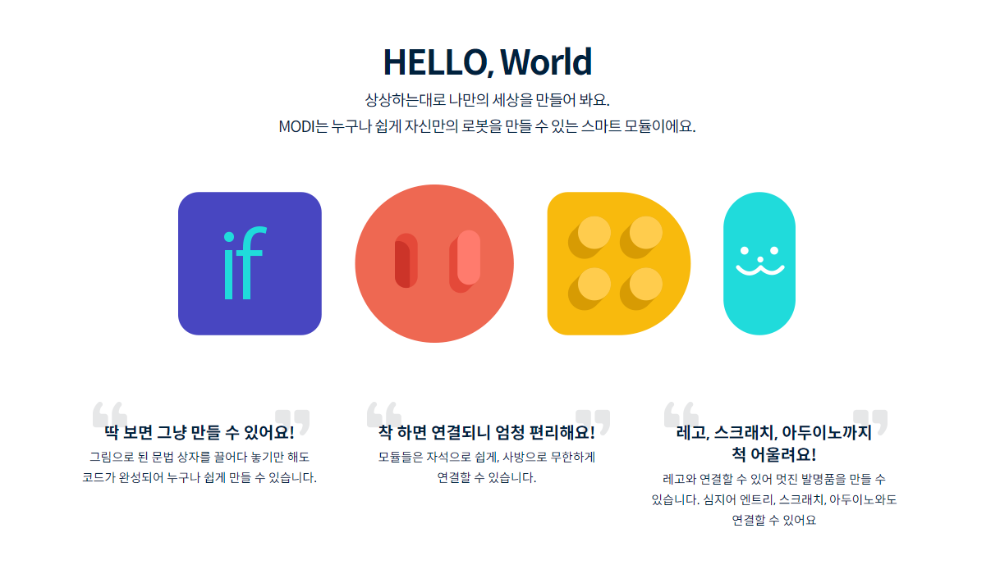 HELLO, World
상상하는대로 나만의 세상을 만들어 봐요.
MODI는 누구나 쉽게 자신만의 로봇을 만들 수 있는 스마트 모듈이에요.
if
“ 딱 보면 그냥 만들 수 있어요! ”
그림으로 된 문법 상자를 끌어다 놓기만 해도
코드가 완성되어 누구나 쉽게 만들 수 있습니다.
“ 착 하면 연결되니 엄청 편리해요! ”
모듈들은 자석으로 쉽게, 사방으로 무한하게
연결할 수 있습니다.
“ 레고, 스크래치, 아두이노까지 ”
척 어울려요!
레고와 연결할 수 있어 멋진 발명품을 만들 수
있습니다. 심지어 엔트리, 스크래치, 아두이노와도
연결할 수 있어요